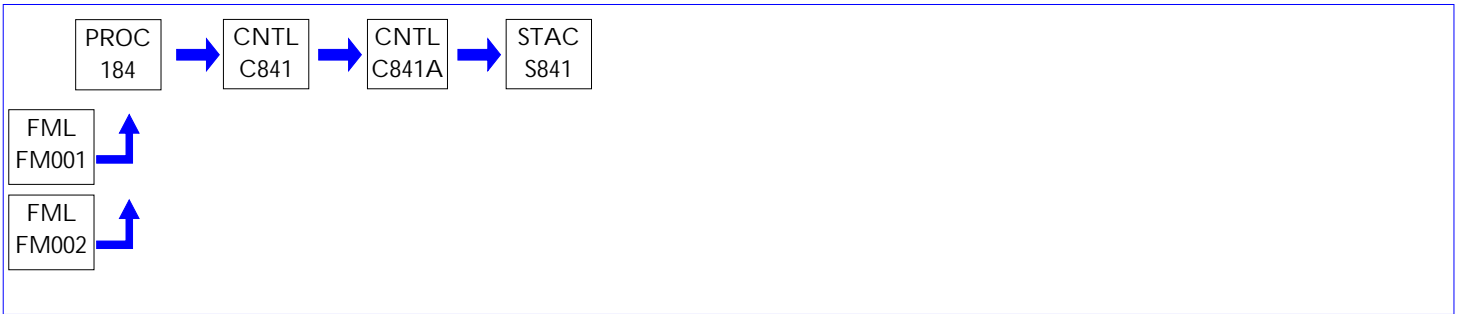 PROC
184
CNTL
C841
CNTL
C841A
STAC
S841
FML
FM001
FML
FM002